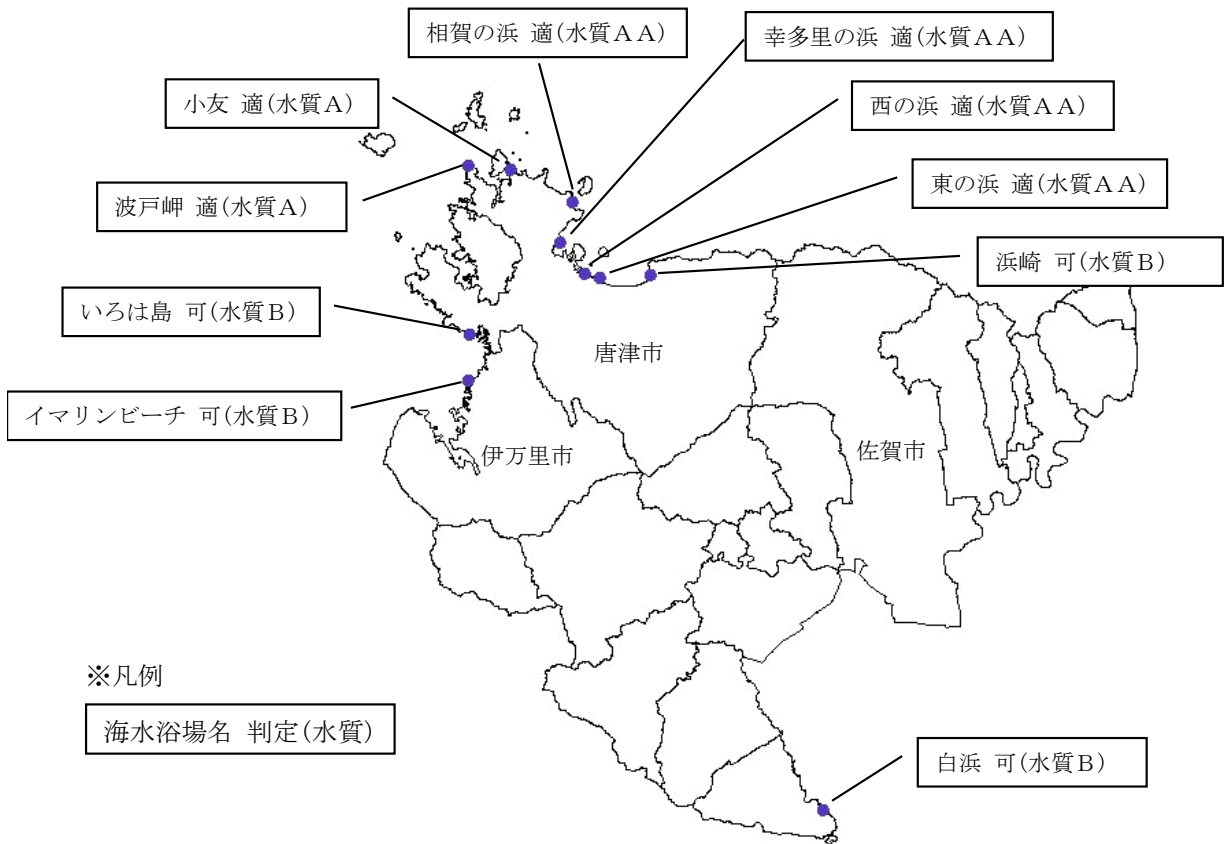 相賀の浜 適(水質ＡＡ)
幸多里の浜 適(水質ＡＡ)
小友 適(水質Ａ)
西の浜 適(水質ＡＡ)
波戸岬 適(水質Ａ)
東の浜 適(水質ＡＡ)
浜崎 可(水質Ｂ)
いろは島 可(水質Ｂ)
唐津市
イマリンビーチ 可(水質Ｂ)
伊万里市
佐賀市
※凡例
海水浴場名 判定(水質)
白浜 可(水質Ｂ)